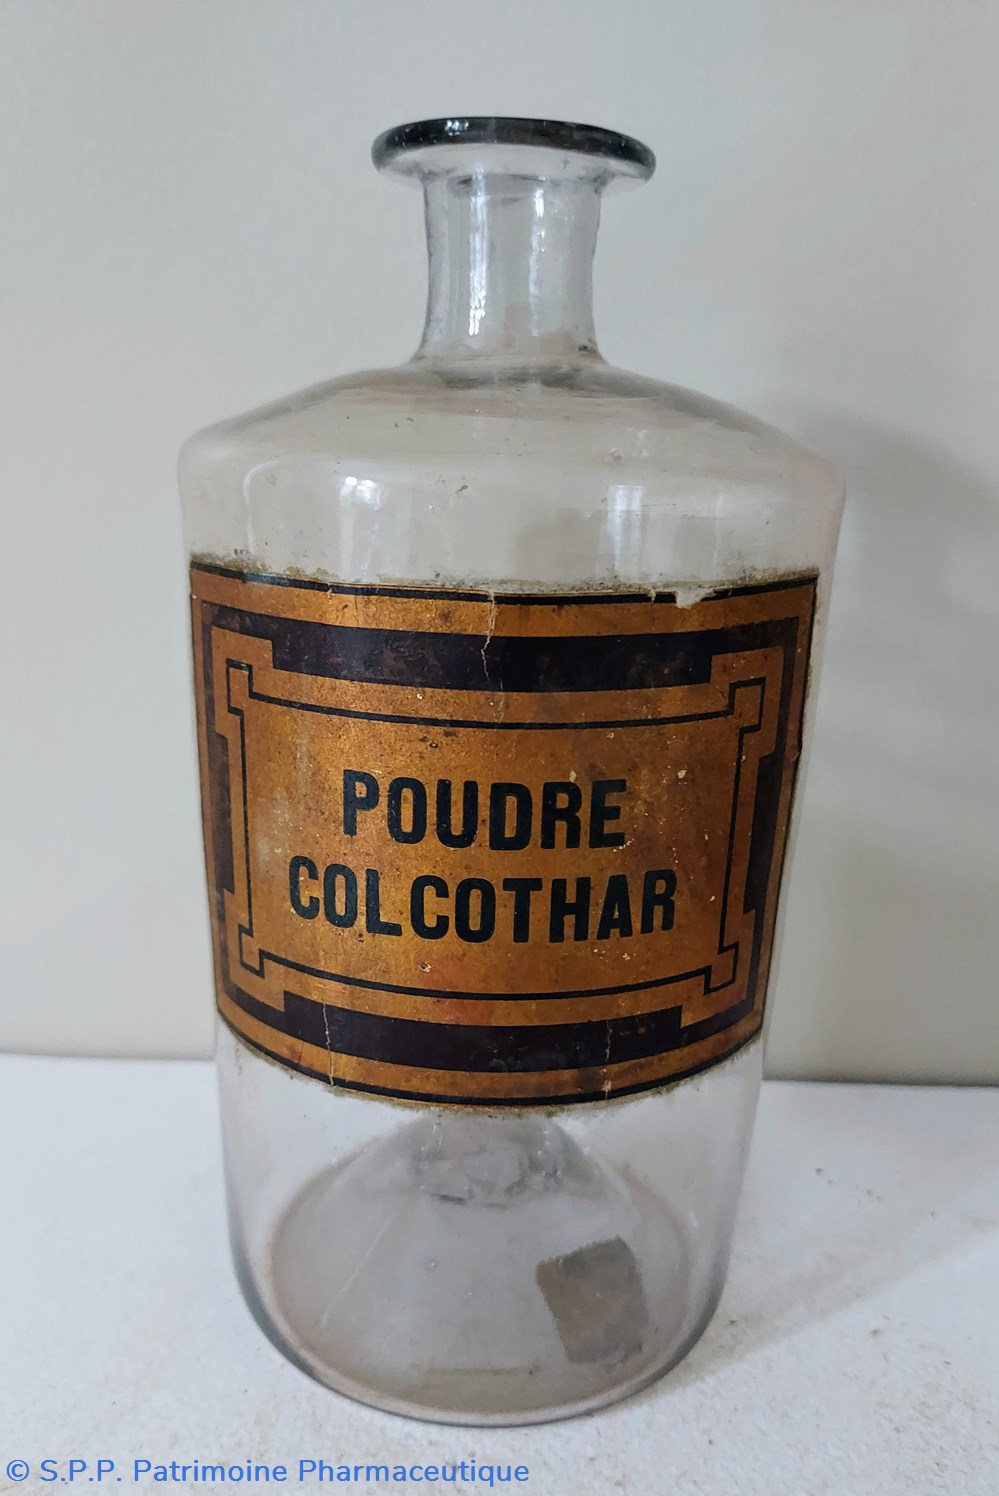 POUDRE
COLCOTHAR
© S.P.P. Patrimoine Pharmaceutique